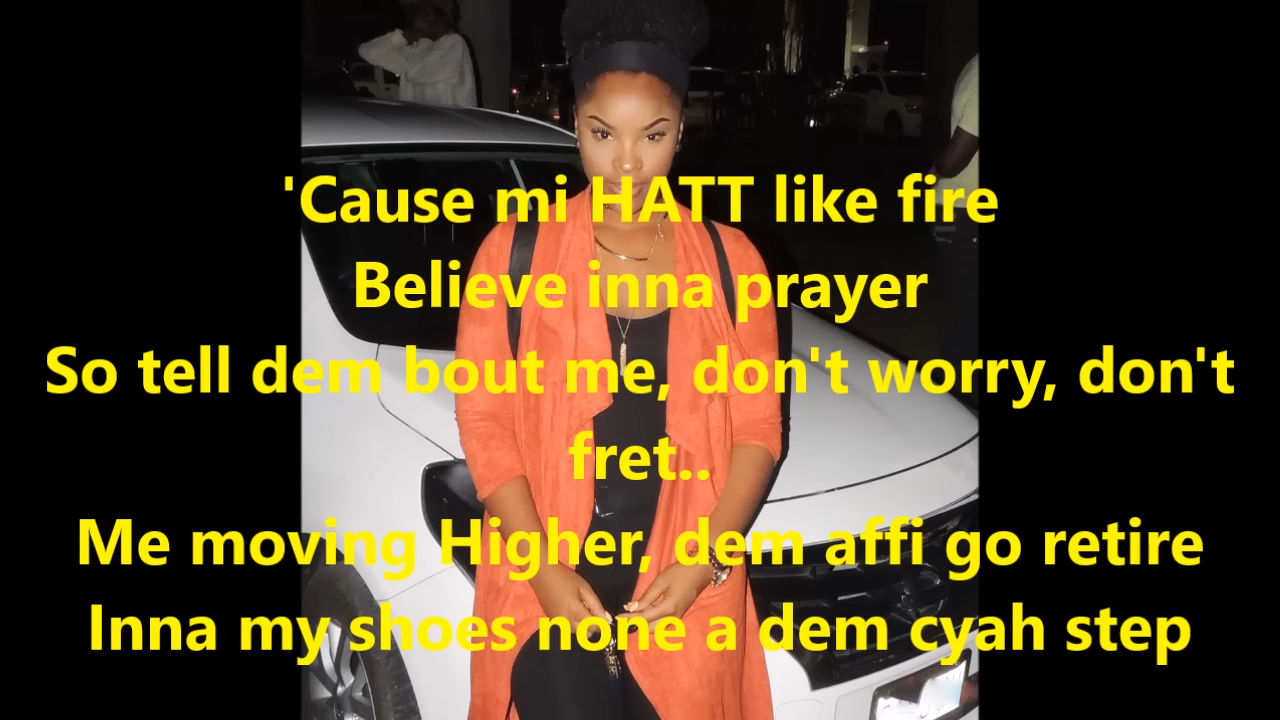 'Cause mi HATT like fire
Believe inna prayer
So tell dem bout me, don't worry, don't
fret..
Me moving Higher, dem affi go retire
Inna my shoes none a dem cyah step